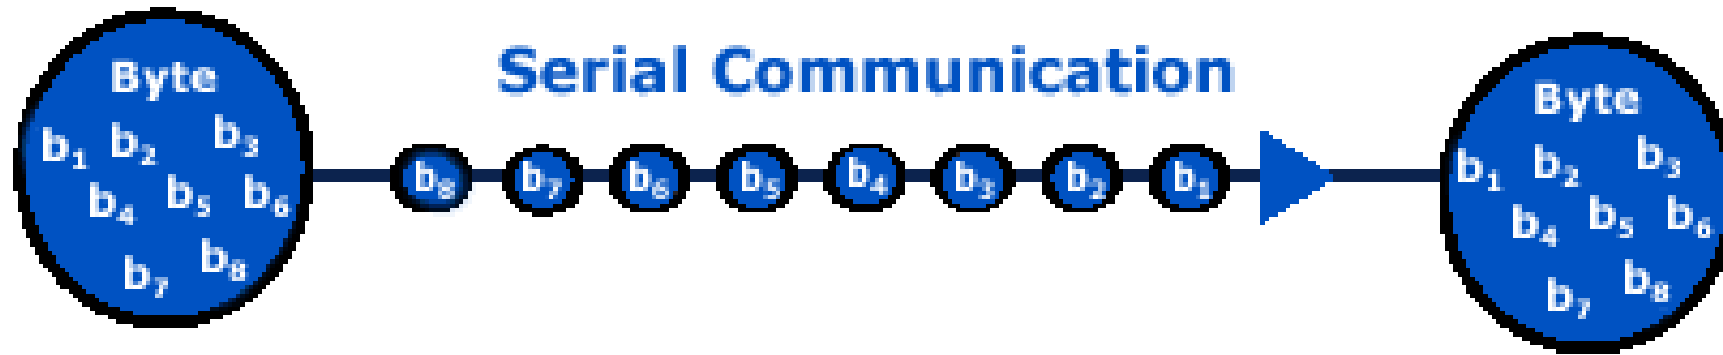 Serial Communication
Byte
b₁ b₂ b₃
b₄ b₅ b₆
b₇ b₈
b₈ b₇ b₆ b₅ b₄ b₃ b₂ b₁
Byte
b₁ b₂ b₃
b₄ b₅ b₆
b₇ b₈